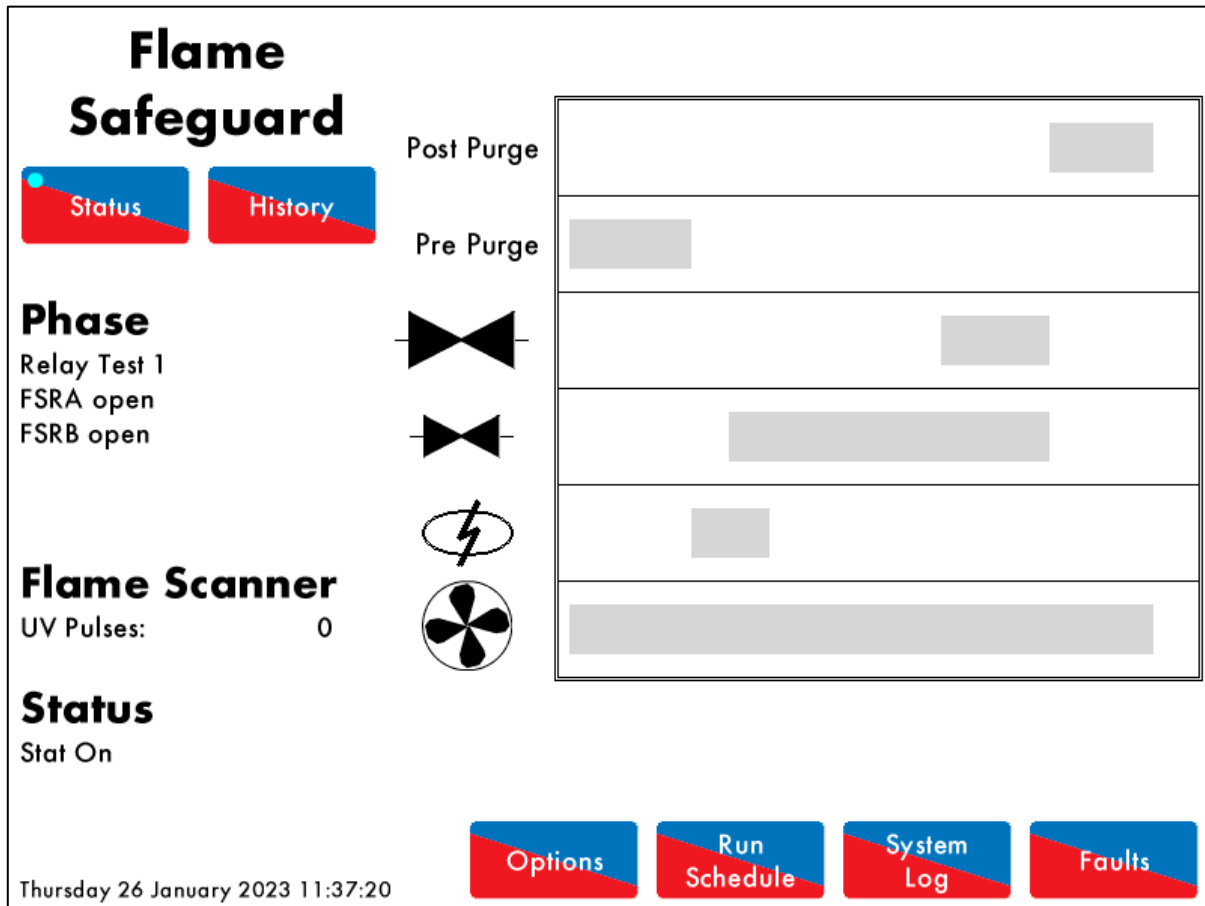 Flame
Safeguard
Status
History
Phase
Relay Test 1
FSRA open
FSRB open
Flame Scanner
UV Pulses: 0
Status
Stat On
Post Purge
Pre Purge
Options
Run
Schedule
System
Log
Faults
Thursday 26 January 2023 11:37:20